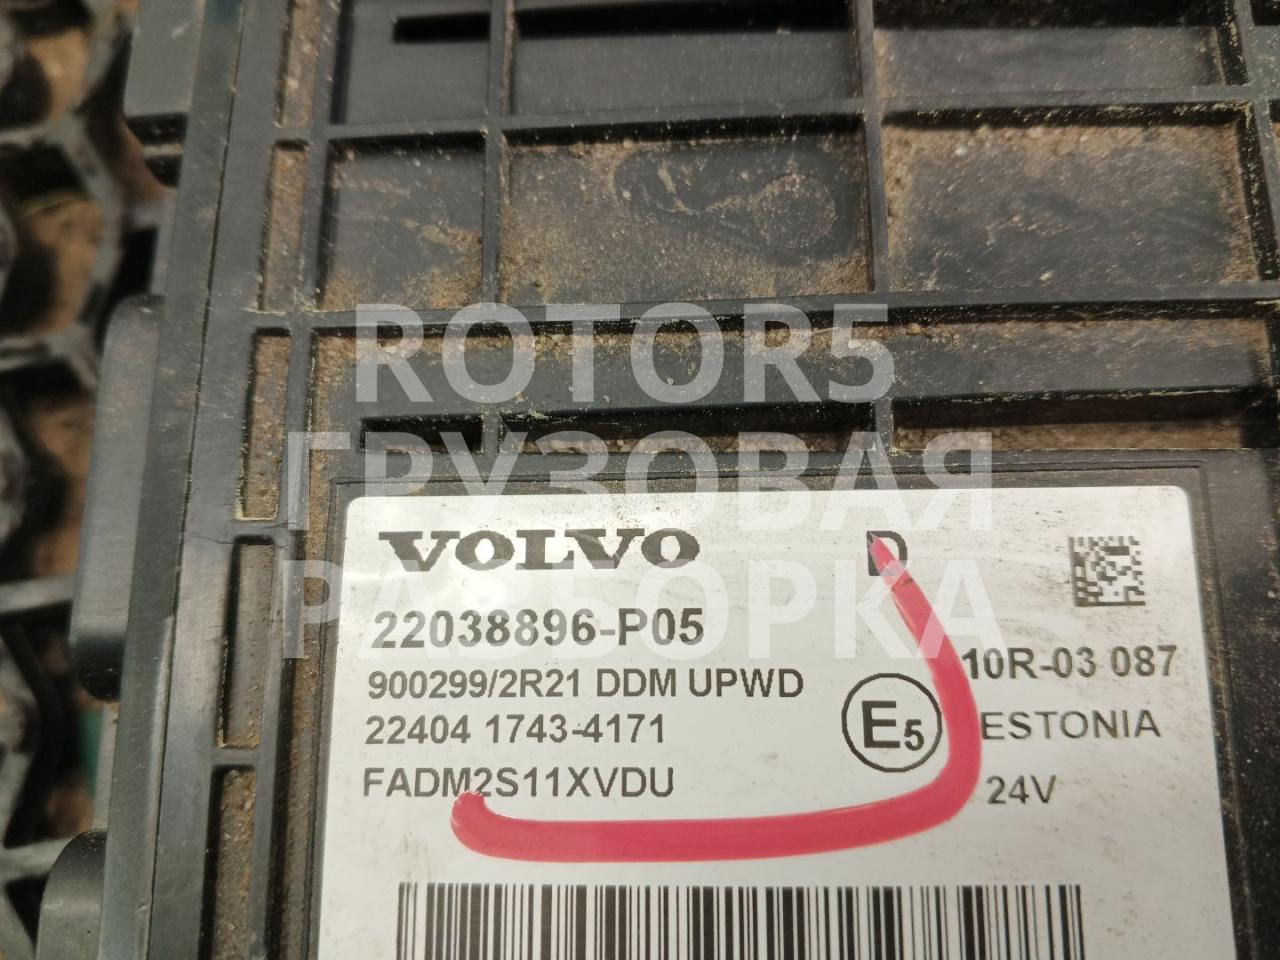 ROTOR5
ГРУЗОВАЯ
РАЗБОРКА
VOLVO D
22038896-P05
900299/2R21 DDM UPWD
22404 1743-4171
FADM2S11XVDU
10R-03 087
E5 ESTONIA
24V